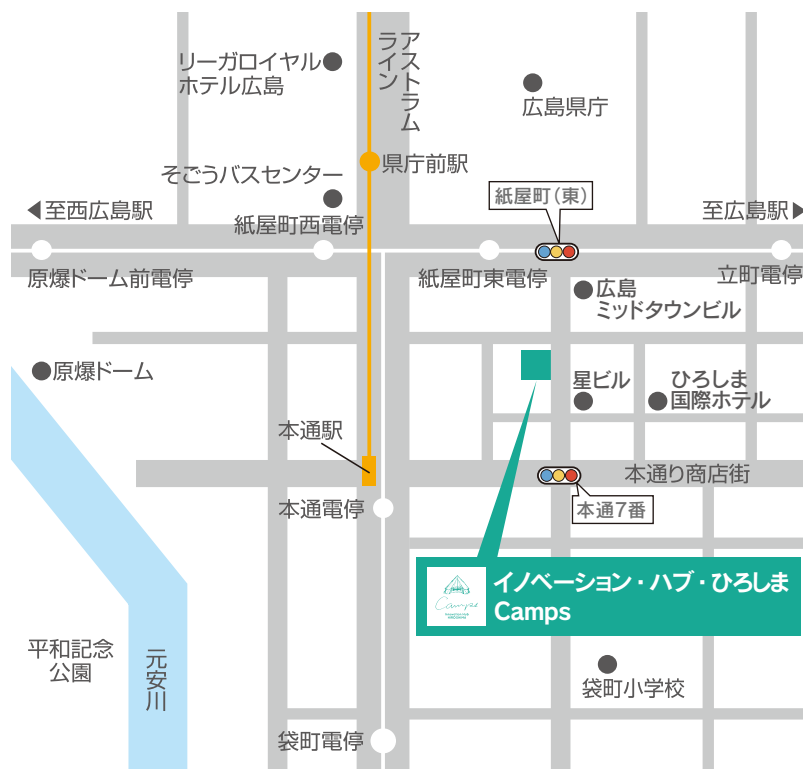 リーガロイヤル
ホテル広島
アストラム
ライン
広島県庁
県庁前駅
そごうバスセンター
紙屋町(東)
◀至西広島駅
紙屋町西電停
至広島駅▶
原爆ドーム前電停
紙屋町東電停
立町電停
広島
ミッドタウンビル
原爆ドーム
星ビル
ひろしま
国際ホテル
本通駅
本通り商店街
本通電停
本通7番
イノベーション・ハブ・ひろしま
Camps
Camps
平和記念
公園
元安川
袋町小学校
袋町電停